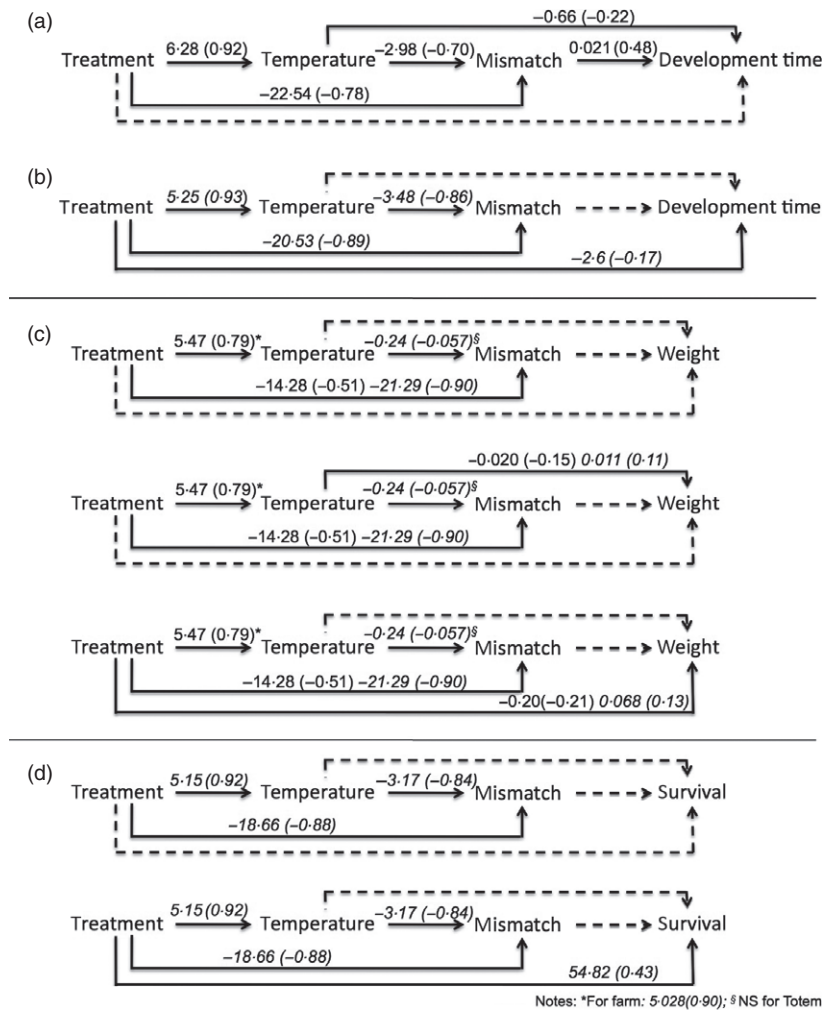 (a)
–0·66 (–0·22)
Treatment 6·28 (0·92) Temperature –2·98 (–0·70) Mismatch 0·021 (0·48) Development time
–22·54 (–0·78)
(b)
Treatment 5·25 (0·93) Temperature –3·48 (–0·86) Mismatch Development time
–20·53 (–0·89)
–2·6 (–0·17)
(c)
Treatment 5·47 (0·79)* Temperature –0·24 (–0·057)§ Mismatch Weight
–14·28 (–0·51) –21·29 (–0·90)
–0·020 (–0·15) 0·011 (0·11)
Treatment 5·47 (0·79)* Temperature –0·24 (–0·057)§ Mismatch Weight
–14·28 (–0·51) –21·29 (–0·90)
Treatment 5·47 (0·79)* Temperature –0·24 (–0·057)§ Mismatch Weight
–14·28 (–0·51) –21·29 (–0·90)
–0·20(–0·21) 0·068 (0·13)
(d)
Treatment 5·15 (0·92) Temperature –3·17 (–0·84) Mismatch Survival
–18·66 (–0·88)
Treatment 5·15 (0·92) Temperature –3·17 (–0·84) Mismatch Survival
–18·66 (–0·88)
54·82 (0·43)
Notes: *For farm: 5·028(0·90); § NS for Totem